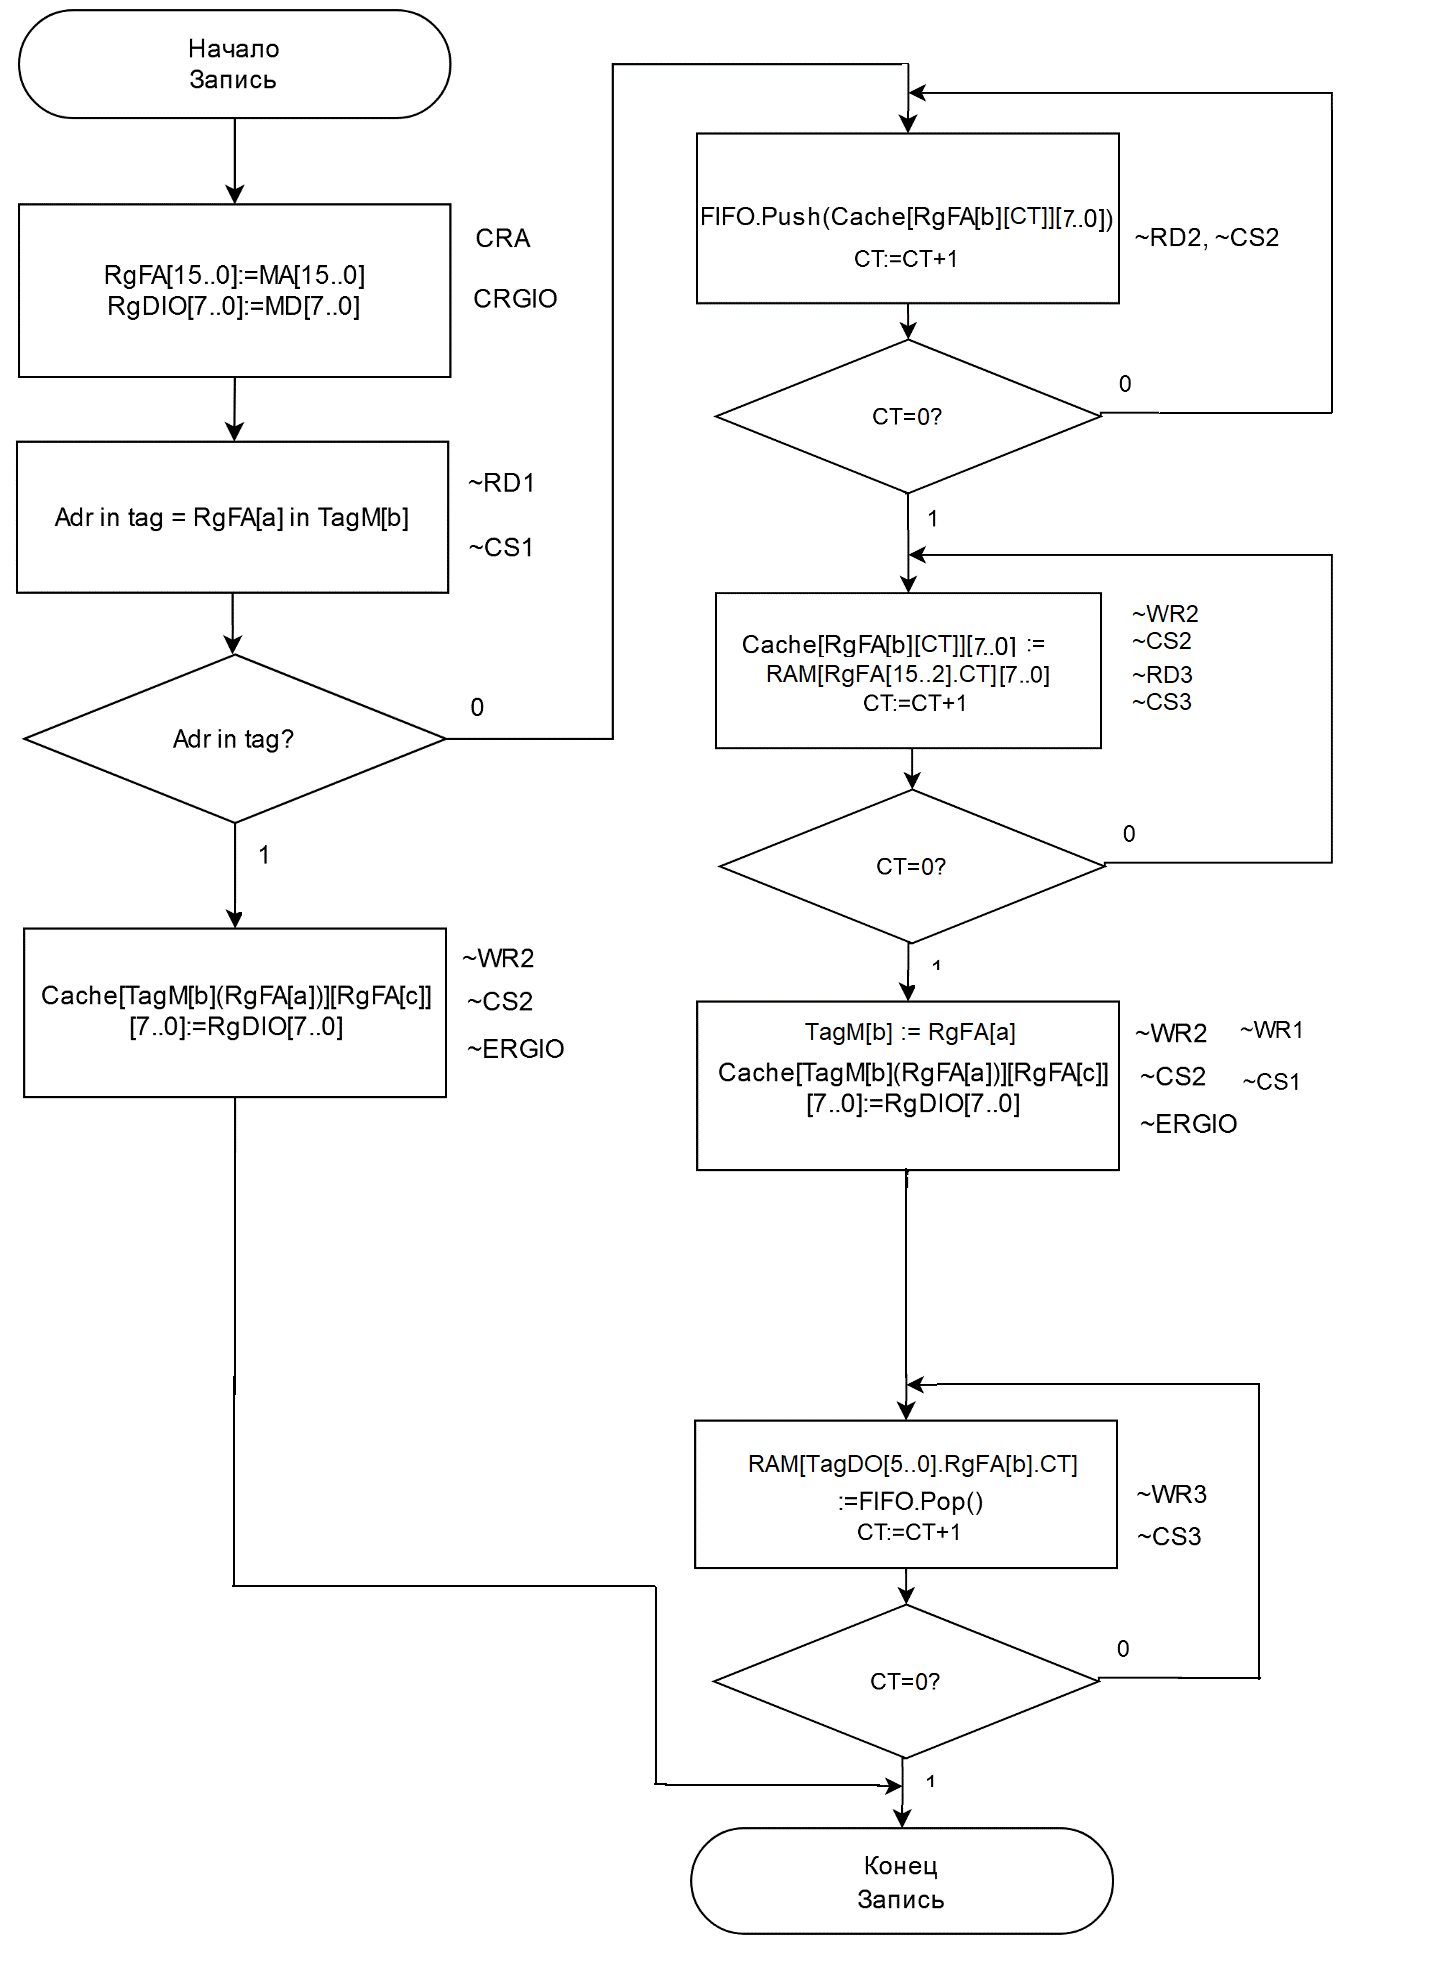 Начало
Запись
RgFA[15..0]:=MA[15..0]
RgDIO[7..0]:=MD[7..0]
CRA
CRGIO
Adr in tag = RgFA[a] in TagM[b]
~RD1
~CS1
Adr in tag?
0
1
Cache[TagM[b](RgFA[a])][RgFA[c]]
[7..0]:=RgDIO[7..0]
~WR2
~CS2
~ERGIO
FIFO.Push(Cache[RgFA[b][CT]][7..0])
CT:=CT+1
~RD2, ~CS2
CT=0?
0
1
Cache[RgFA[b][CT]][7..0] :=
RAM[RgFA[15..2].CT][7..0]
CT:=CT+1
~WR2
~CS2
~RD3
~CS3
CT=0?
0
1
TagM[b] := RgFA[a]
Cache[TagM[b](RgFA[a])][RgFA[c]]
[7..0]:=RgDIO[7..0]
~WR2 ~WR1
~CS2 ~CS1
~ERGIO
RAM[TagDO[5..0].RgFA[b].CT]
:=FIFO.Pop()
CT:=CT+1
~WR3
~CS3
CT=0?
0
1
Конец
Запись